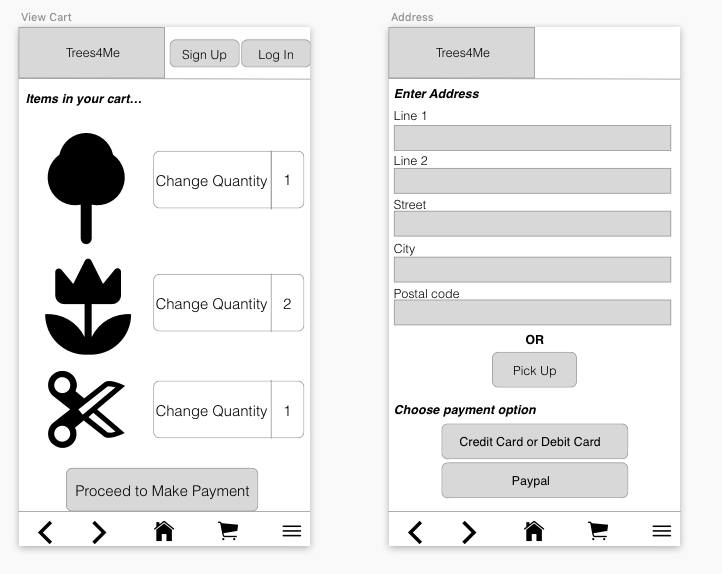 View Cart
Trees4Me
Sign Up
Log In
Items in your cart...
Change Quantity 1
Change Quantity 2
Change Quantity 1
Proceed to Make Payment
Address
Trees4Me
Enter Address
Line 1
Line 2
Street
City
Postal code
OR
Pick Up
Choose payment option
Credit Card or Debit Card
Paypal